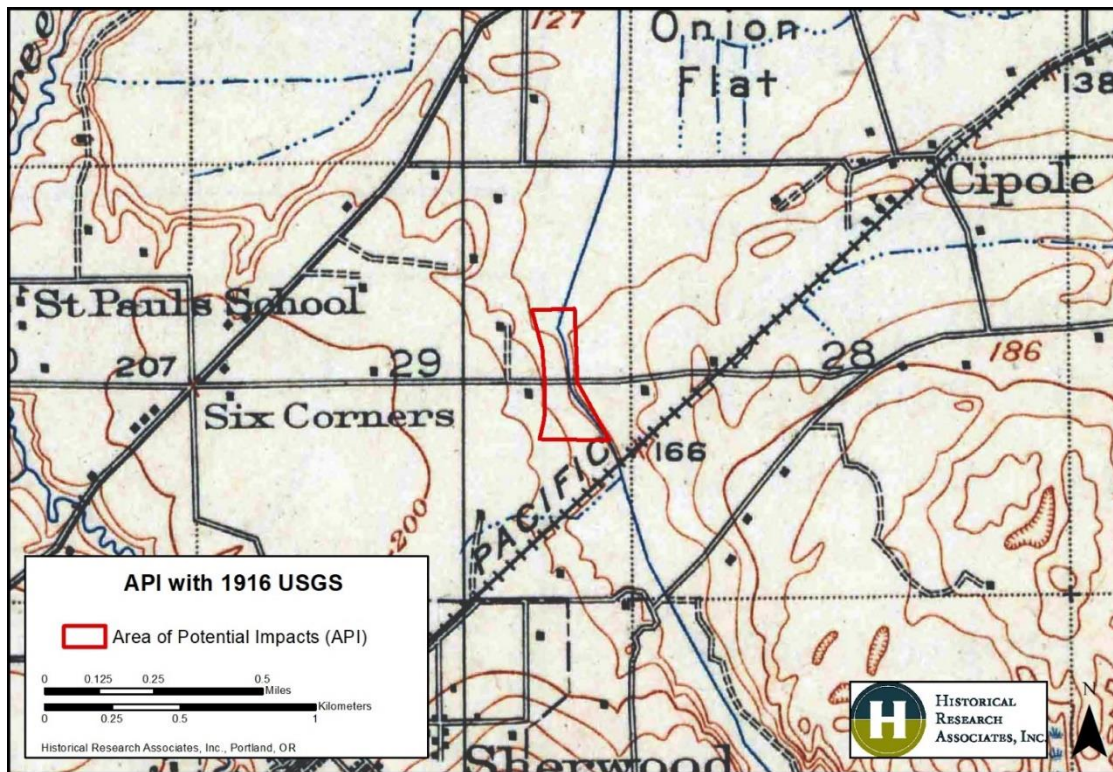 ree
127
Onion
Flat
138
Cipole
St. Pauls School
29
28
186
207
Six Corners
166
PACIFIC
200
Sherwood
API with 1916 USGS
Area of Potential Impacts (API)
0 0.125 0.25 0.5
Miles
0 0.25 0.5 1
Kilometers
Historical Research Associates, Inc., Portland, OR
H
HISTORICAL
RESEARCH
ASSOCIATES, INC.
N